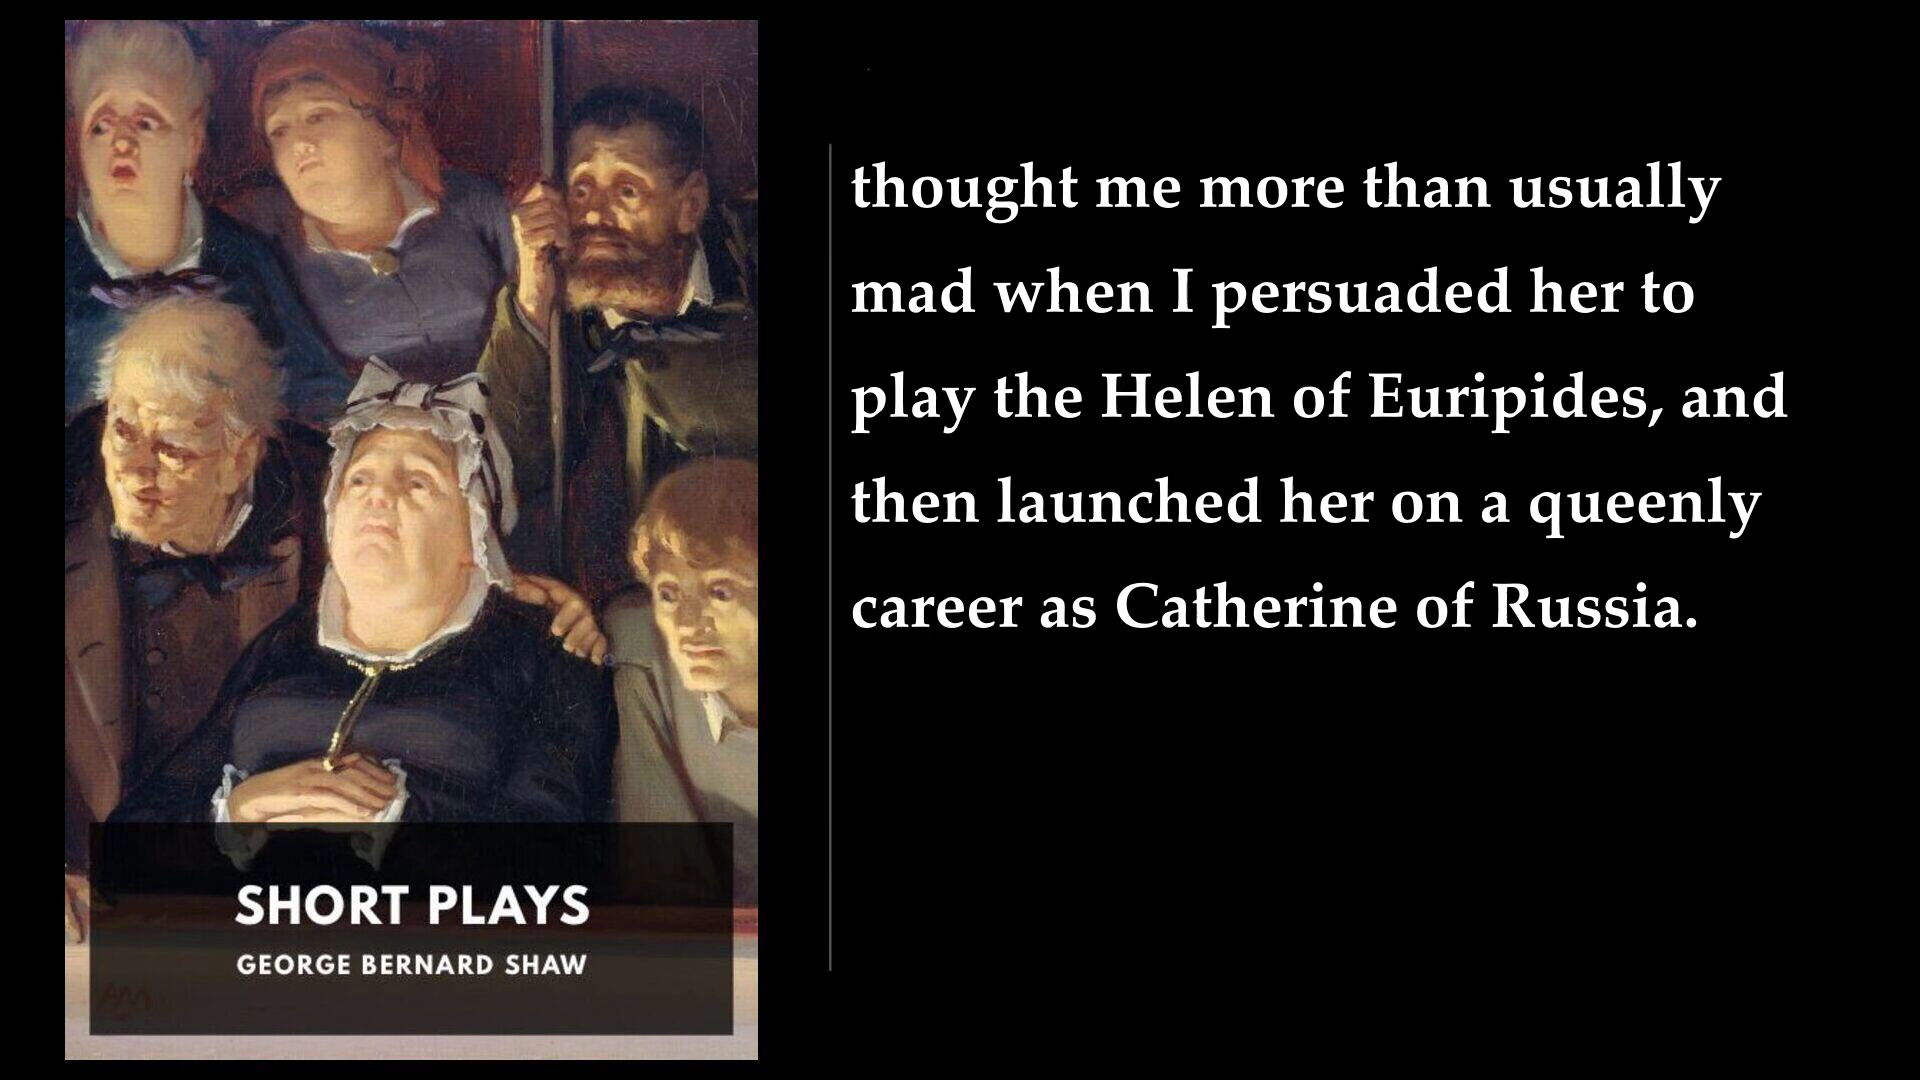 thought me more than usually
mad when I persuaded her to
play the Helen of Euripides, and
then launched her on a queenly
career as Catherine of Russia.
SHORT PLAYS
GEORGE BERNARD SHAW